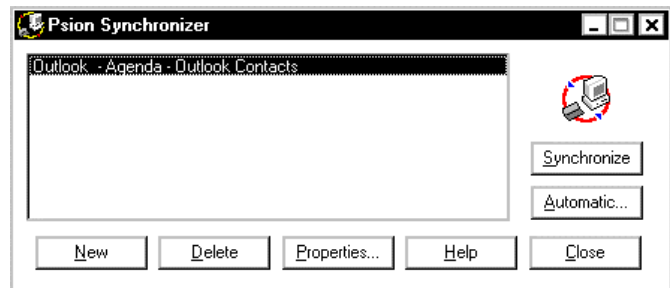 Psion Synchronizer
Outlook - Agenda - Outlook Contacts
Synchronize
Automatic...
New Delete Properties... Help Close